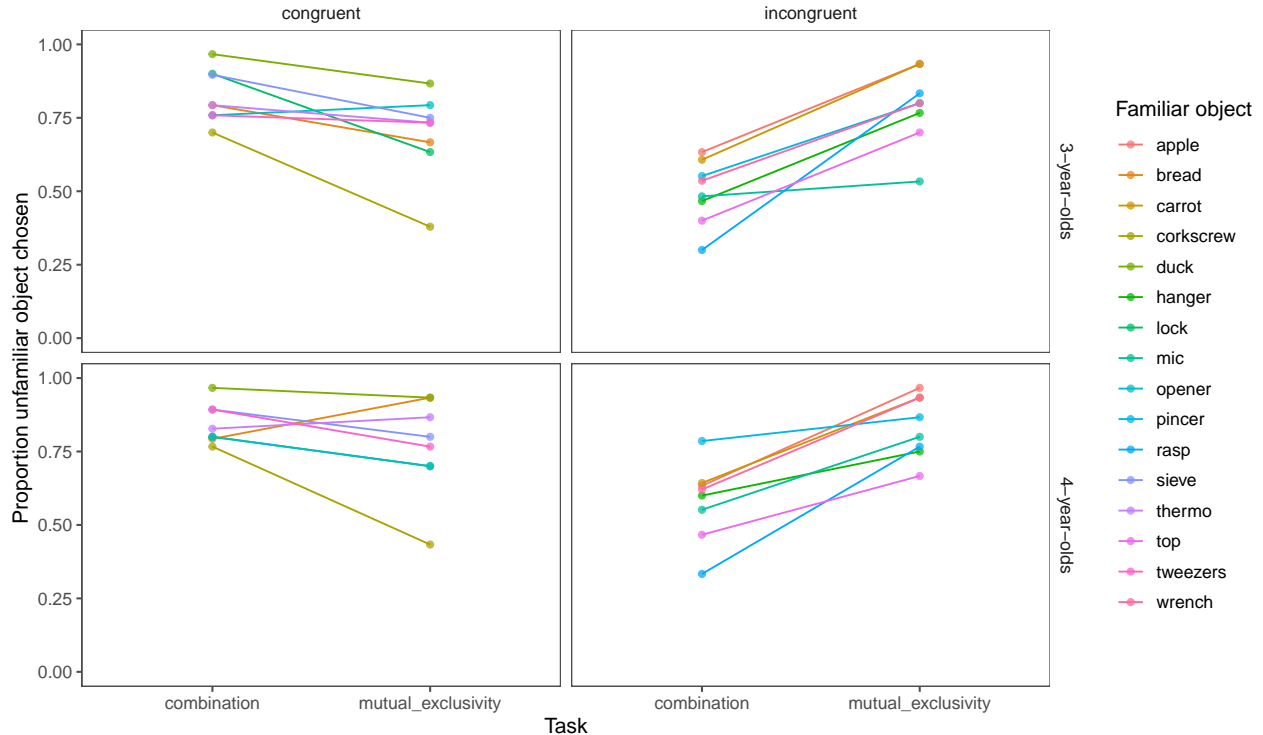 congruent
incongruent
Proportion unfamiliar object chosen
1.00
0.75
0.50
0.25
0.00
3−year−olds
1.00
0.75
0.50
0.25
0.00
4−year−olds
combination
mutual_exclusivity
combination
mutual_exclusivity
Task
Familiar object
apple
bread
carrot
corkscrew
duck
hanger
lock
mic
opener
pincer
rasp
sieve
thermo
top
tweezers
wrench